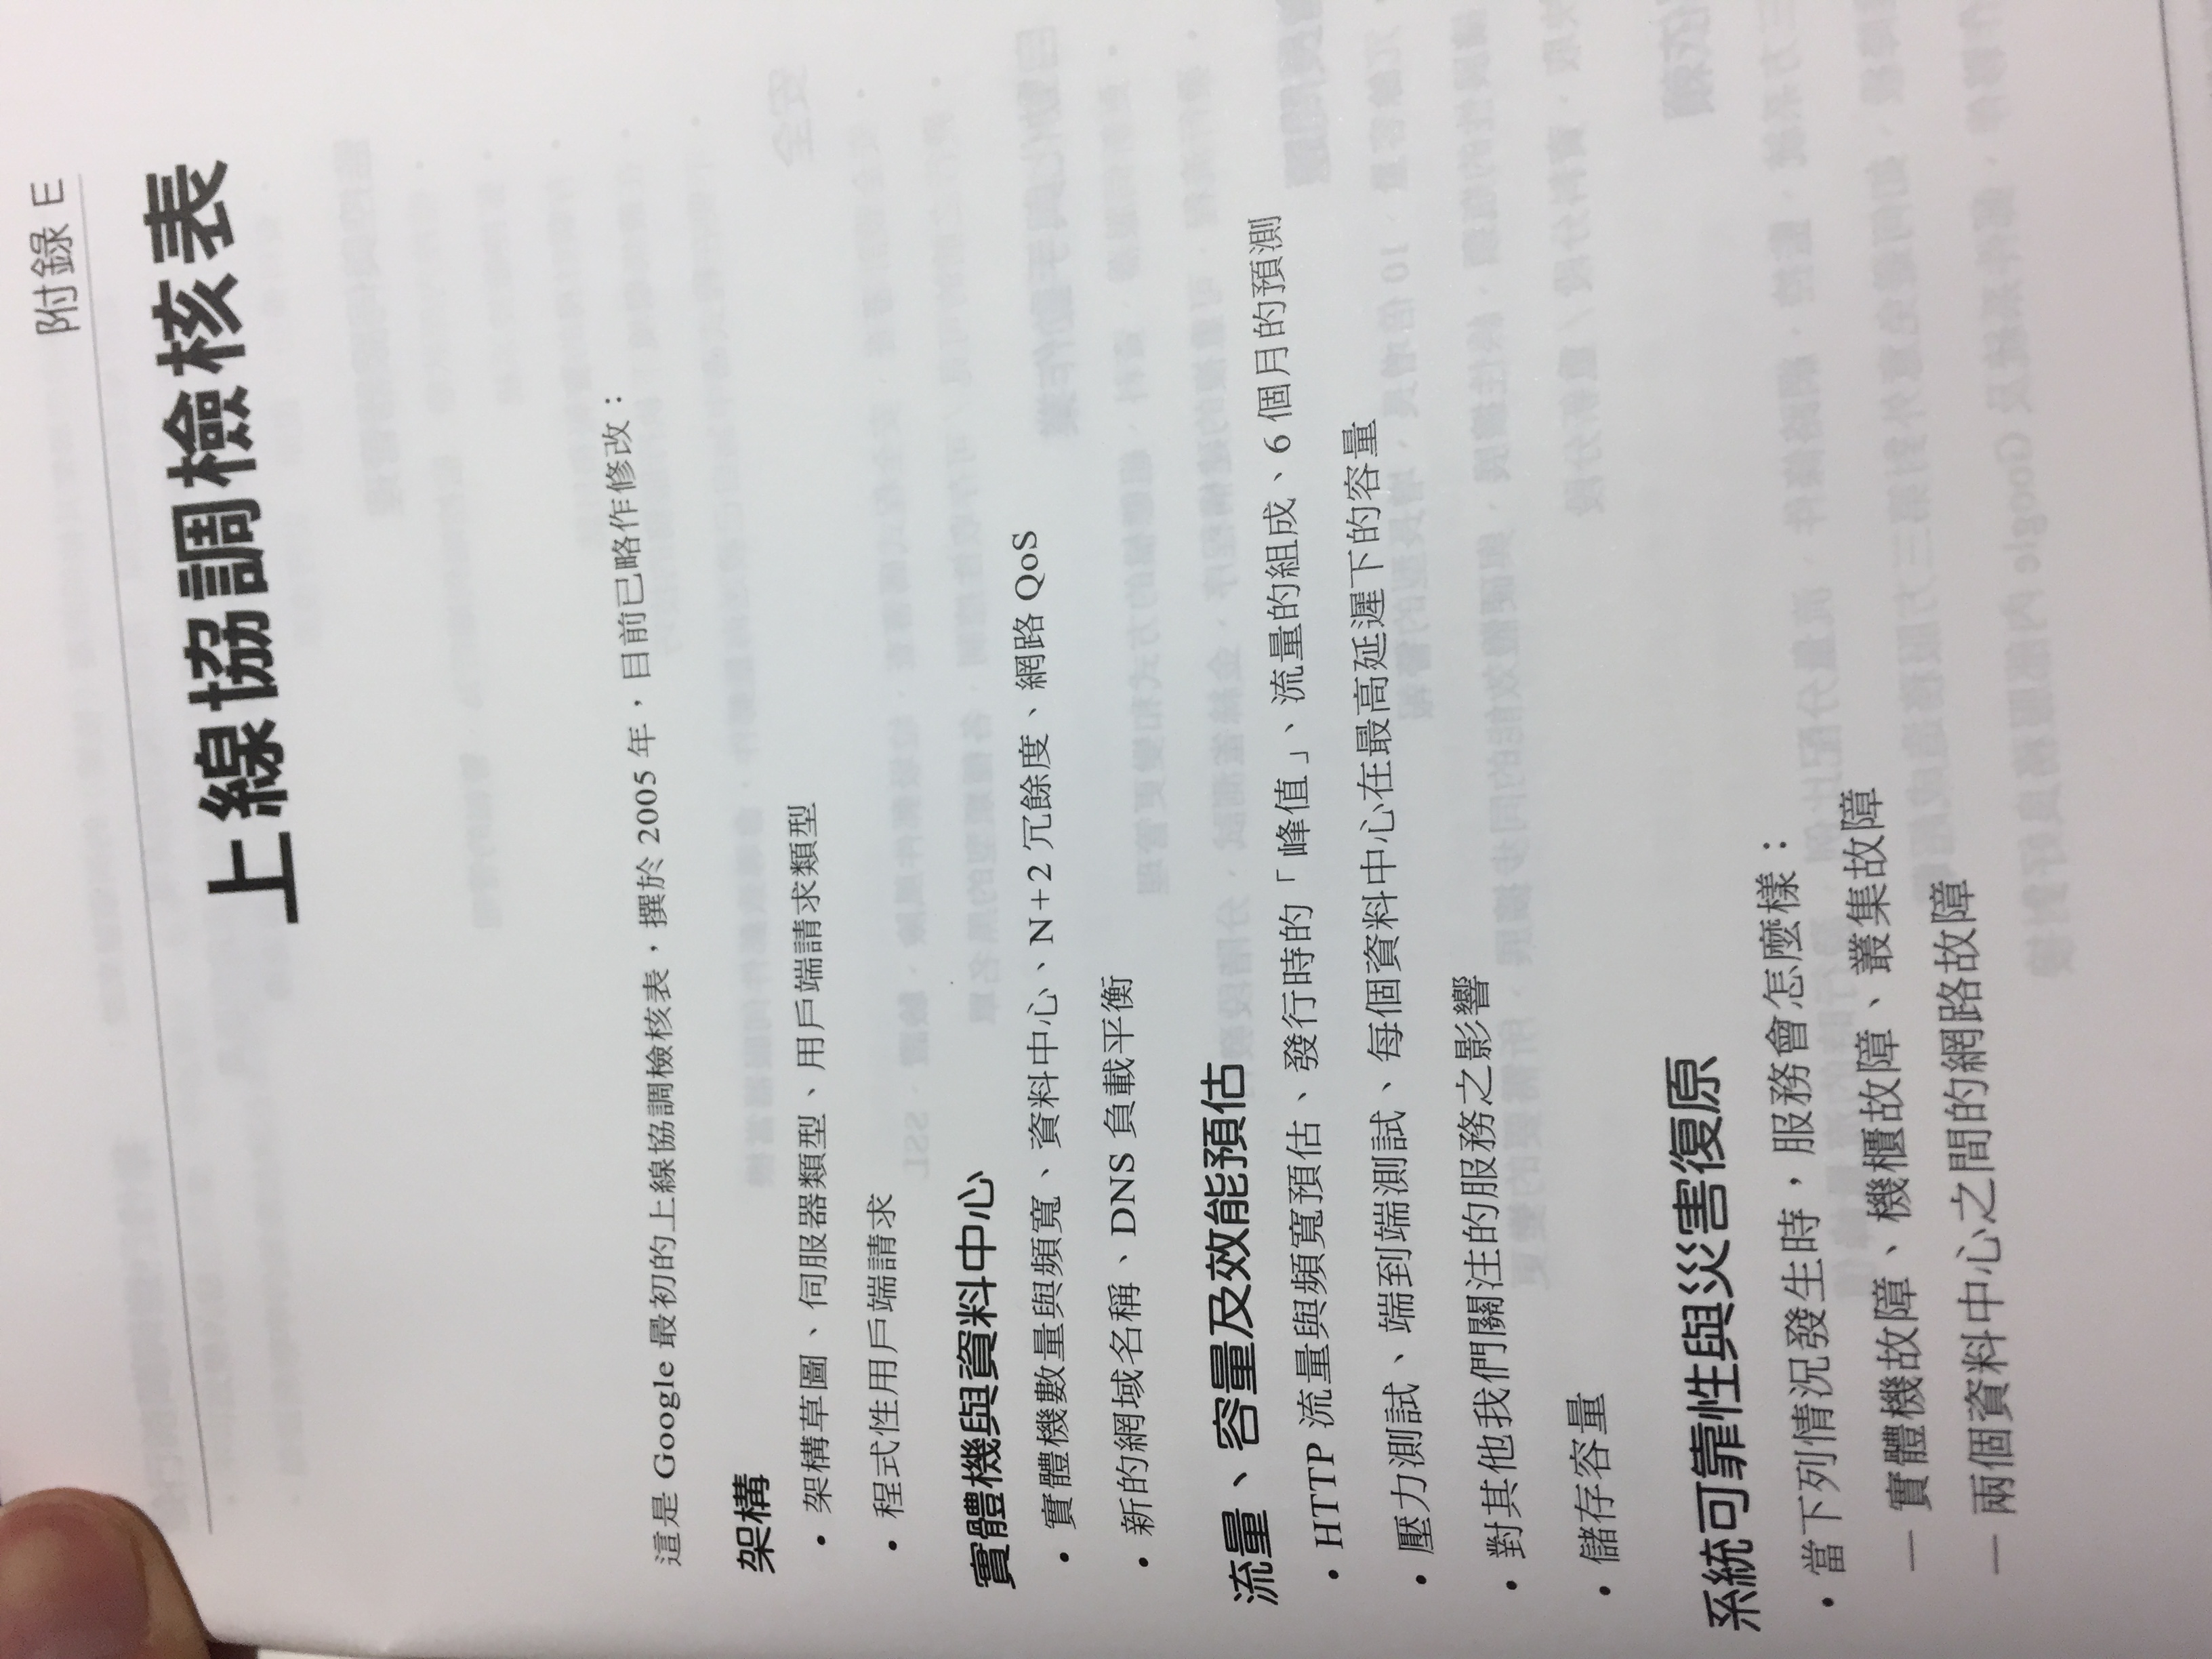 附錄 E
上線協調檢核表
這是 Google 最初的上線協調檢核表，撰於 2005 年，目前已略作修改：
架構
• 架構草圖、伺服器類型、用戶端請求類型
• 程式性用戶端請求
實體機與資料中心
• 實體機數量與頻寬、資料中心、N+2 冗餘度、網路 QoS
• 新的網域名稱、DNS 負載平衡
流量、容量及效能預估
• HTTP 流量與頻寬預估、發行時的「峰值」、流量的組成、6 個月的預測
• 壓力測試、端到端測試、每個資料中心在最高延遲下的容量
• 對其他我們關注的服務之影響
• 儲存容量
系統可靠性與災害復原
• 當下列情況發生時，服務會怎麼樣：
— 實體機故障、機櫃故障、叢集故障
— 兩個資料中心之間的網路故障